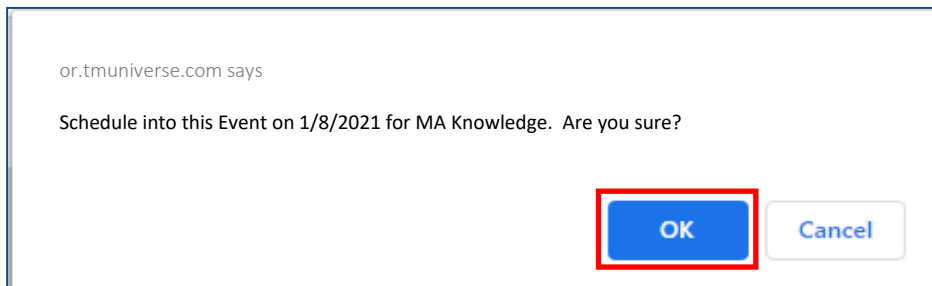 or.tmuniverse.com says
Schedule into this Event on 1/8/2021 for MA Knowledge.  Are you sure?
OK
Cancel